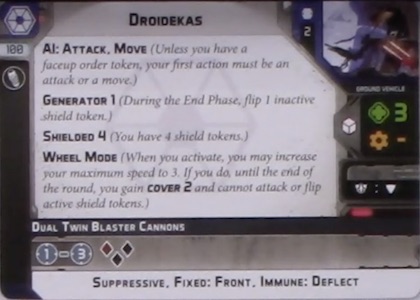 DROIDEKAS
2
100
AI: ATTACK, MOVE (Unless you have a
faceup order token, your first action must be an
attack or a move.)
GENERATOR 1 (During the End Phase, flip 1 inactive
shield token.)
SHIELDED 4 (You have 4 shield tokens.)
WHEEL MODE (When you activate, you may increase
your maximum speed to 3. If you do, until the end of
the round, you gain COVER 2 and cannot attack or flip
active shield tokens.)
GROUND VEHICLE
3
-
:
DUAL TWIN BLASTER CANNONS
1-3
SUPPRESSIVE, FIXED: FRONT, IMMUNE: DEFLECT